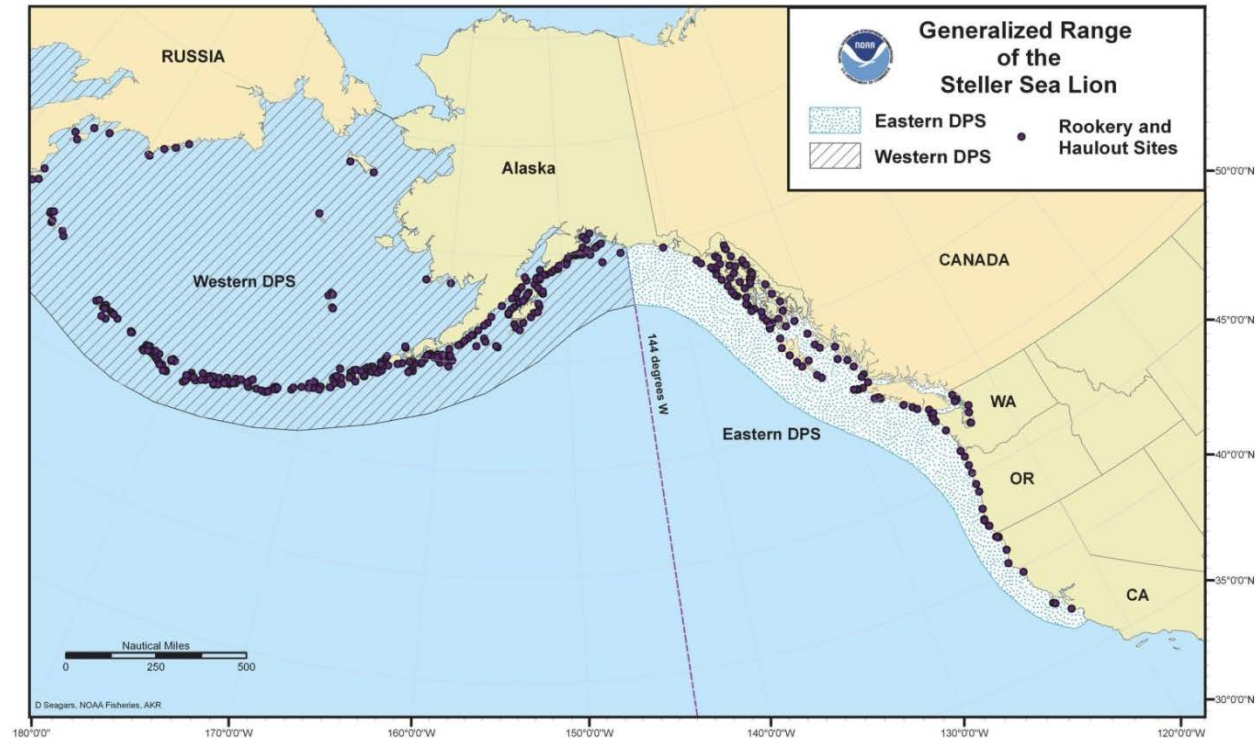 Generalized Range
of the
Steller Sea Lion
NOAA
Eastern DPS
Western DPS
Rookery and
Haulout Sites
RUSSIA
Alaska
CANADA
Western DPS
144 degrees W
Eastern DPS
WA
OR
CA
Nautical Miles
0 250 500
D Seagars, NOAA Fisheries, AKR
50°0'0"N
45°0'0"N
40°0'0"N
35°0'0"N
30°0'0"N
180°0'0"W 170°0'0"W 160°0'0"W 150°0'0"W 140°0'0"W 130°0'0"W 120°0'0"W